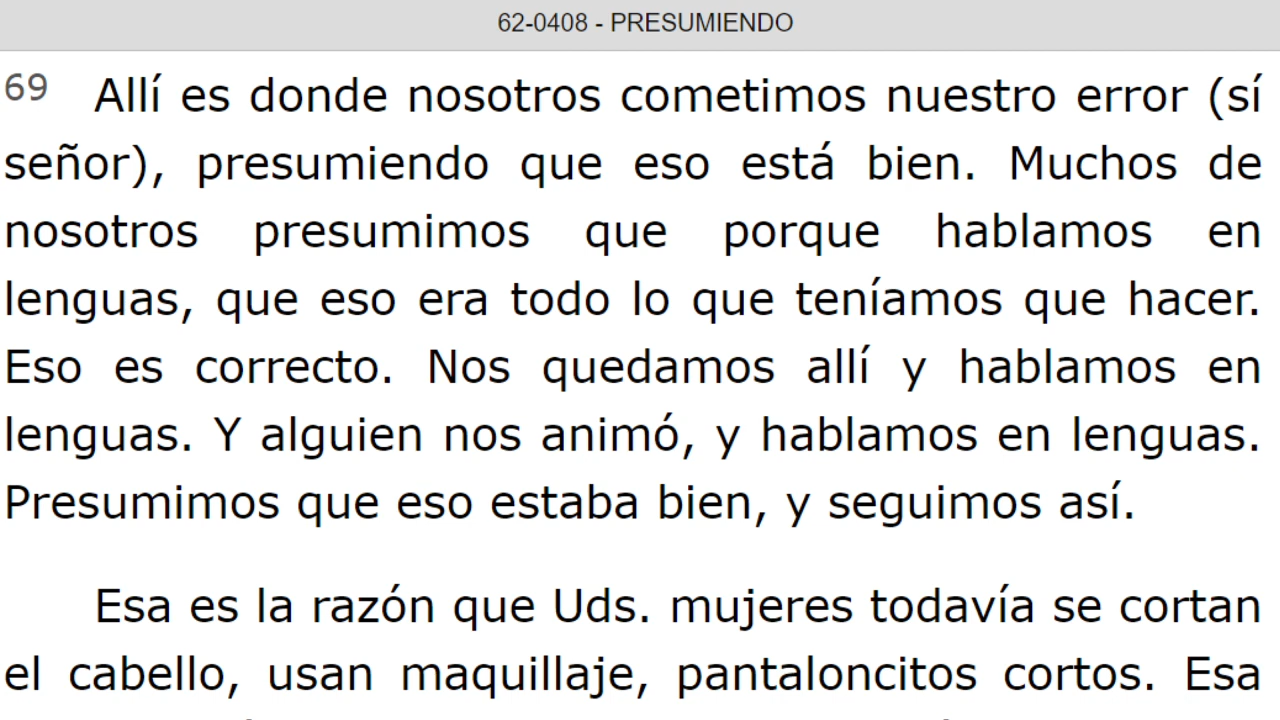 62-0408 - PRESUMIENDO
69 Allí es donde nosotros cometimos nuestro error (sí
señor), presumiendo que eso está bien. Muchos de
nosotros presumimos que porque hablamos en
lenguas, que eso era todo lo que teníamos que hacer.
Eso es correcto. Nos quedamos allí y hablamos en
lenguas. Y alguien nos animó, y hablamos en lenguas.
Presumimos que eso estaba bien, y seguimos así.
Esa es la razón que Uds. mujeres todavía se cortan
el cabello, usan maquillaje, pantaloncitos cortos. Esa